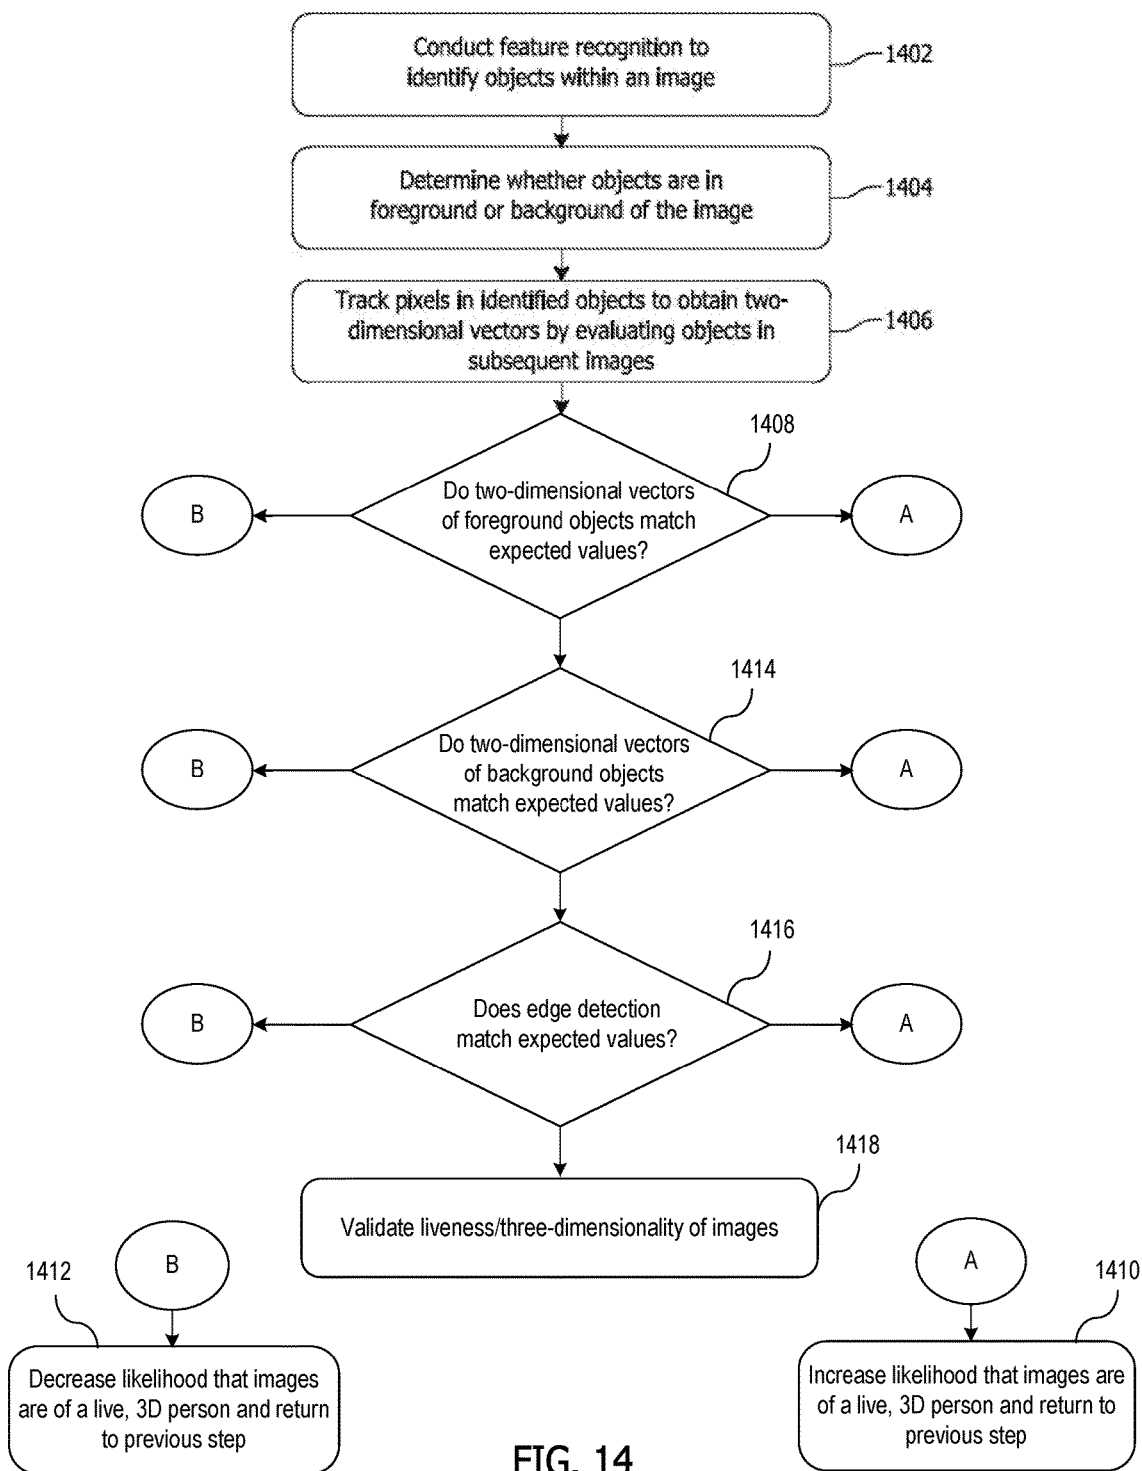 Conduct feature recognition to
identify objects within an image
1402
Determine whether objects are in
foreground or background of the image
1404
Track pixels in identified objects to obtain two-
dimensional vectors by evaluating objects in
subsequent images
1406
1408
B
Do two-dimensional vectors
of foreground objects match
expected values?
A
1414
B
Do two-dimensional vectors
of background objects
match expected values?
A
1416
B
Does edge detection
match expected values?
A
1418
Validate liveness/three-dimensionality of images
B
1412
Decrease likelihood that images
are of a live, 3D person and return
to previous step
A
1410
Increase likelihood that images are
of a live, 3D person and return to
previous step
FIG. 14